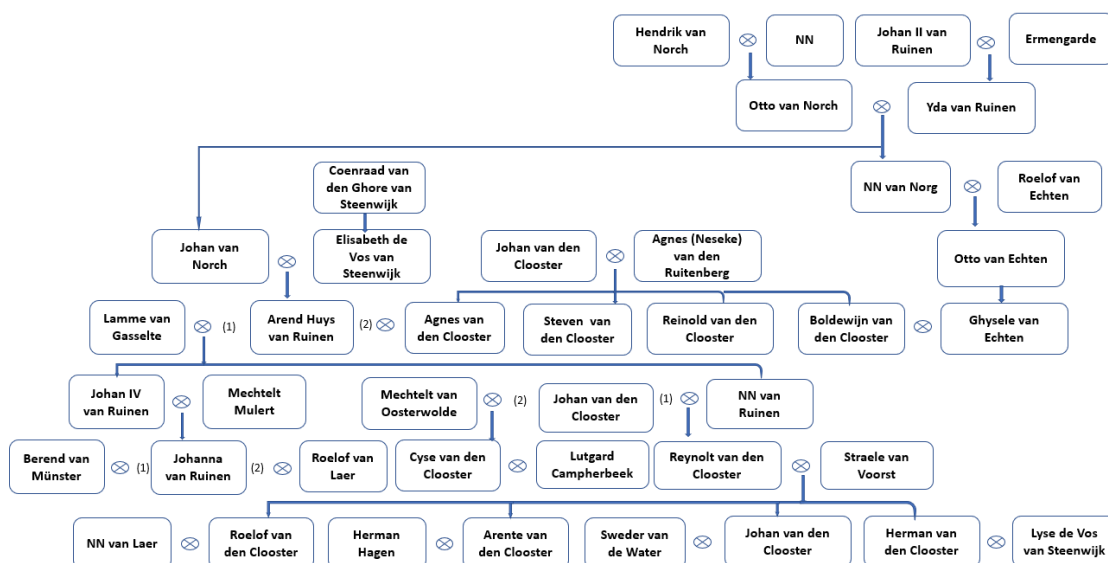 Hendrik van
Norch
NN
Johan II van
Ruinen
Ermengarde
Otto van Norch
Yda van Ruinen
Coenraad van
den Ghore van
Steenwijk
NN van Norg
Roelof van
Echten
Johan van
Norch
Elisabeth de
Vos van
Steenwijk
Johan van den
Clooster
Agnes (Neseke)
van den
Ruitenberg
Otto van Echten
Lamme van
Gasselte
(1)
Arend Huys
van Ruinen
(2)
Agnes van
den Clooster
Steven van
den Clooster
Reinold van den
Clooster
Boldewijn van
den Clooster
Ghysele van
Echten
Johan IV
van Ruinen
Mechtelt
Mulert
Mechtelt van
Oosterwolde
(2)
Johan van den
Clooster
(1)
NN van
Ruinen
Berend van
Münster
(1)
Johanna
van Ruinen
(2)
Roelof van
Laer
Cyse van den
Clooster
Lutgard
Campherbeek
Reynolt van den
Clooster
Straele van
Voorst
NN van Laer
Roelof van
den Clooster
Herman
Hagen
Arente van
den Clooster
Sweder van
de Water
Johan van den
Clooster
Herman van
den Clooster
Lyse de Vos
van Steenwijk